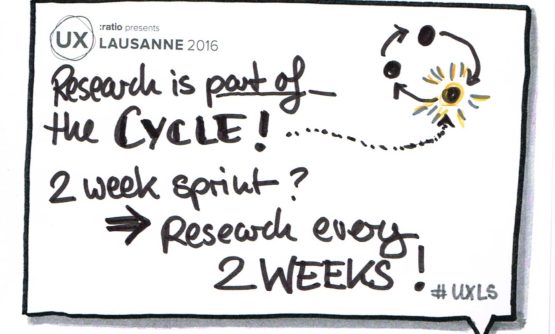 :ratio presents
UX LAUSANNE 2016
Research is part of
the CYCLE!
2 week sprint?
⇒ Research every
2 WEEKS!
#UXLS